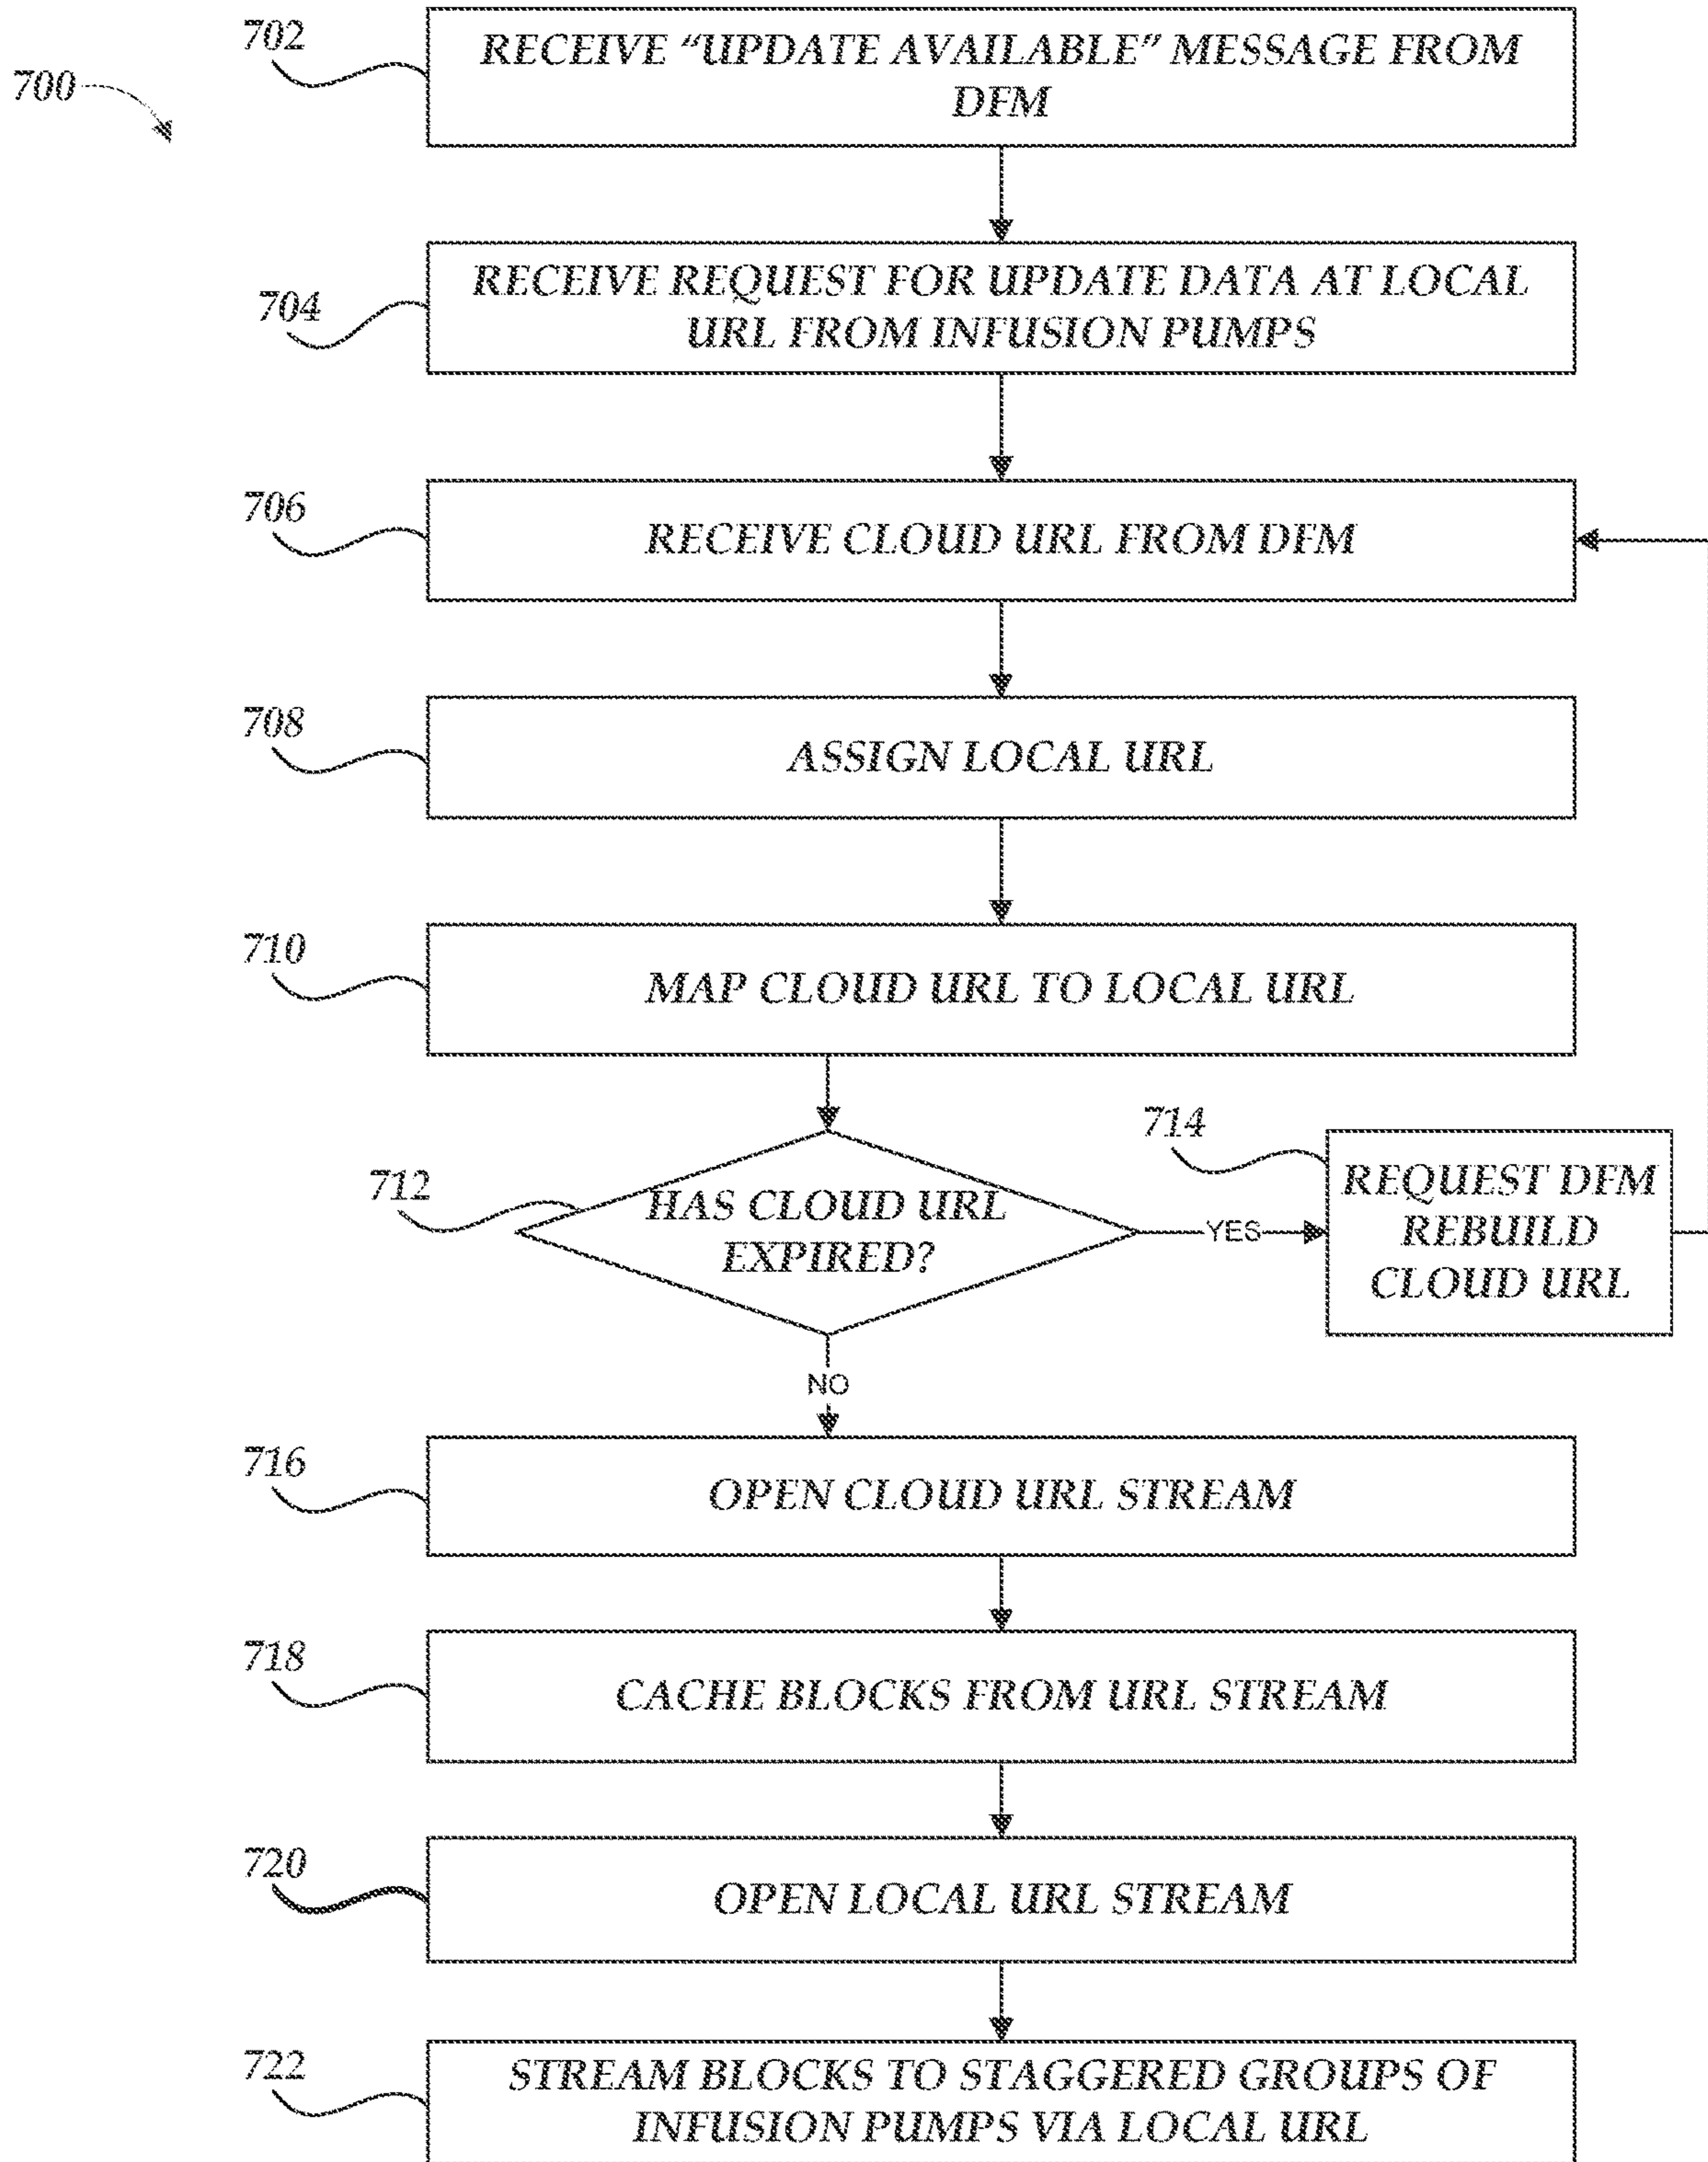 702
RECEIVE “UPDATE AVAILABLE” MESSAGE FROM
DFM
700
704
RECEIVE REQUEST FOR UPDATE DATA AT LOCAL
URL FROM INFUSION PUMPS
706
RECEIVE CLOUD URL FROM DFM
708
ASSIGN LOCAL URL
710
MAP CLOUD URL TO LOCAL URL
712
HAS CLOUD URL
EXPIRED?
YES
714
REQUEST DFM
REBUILD
CLOUD URL
NO
716
OPEN CLOUD URL STREAM
718
CACHE BLOCKS FROM URL STREAM
720
OPEN LOCAL URL STREAM
722
STREAM BLOCKS TO STAGGERED GROUPS OF
INFUSION PUMPS VIA LOCAL URL